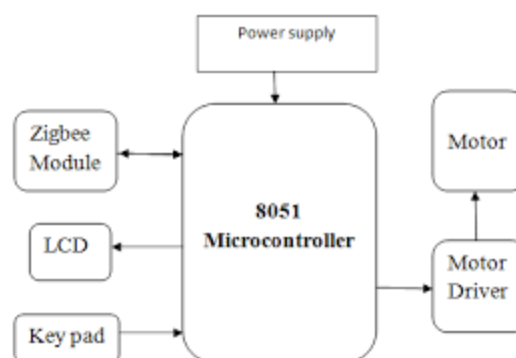 Power supply
Zigbee
Module
Motor
8051
Microcontroller
LCD
Motor
Driver
Key pad